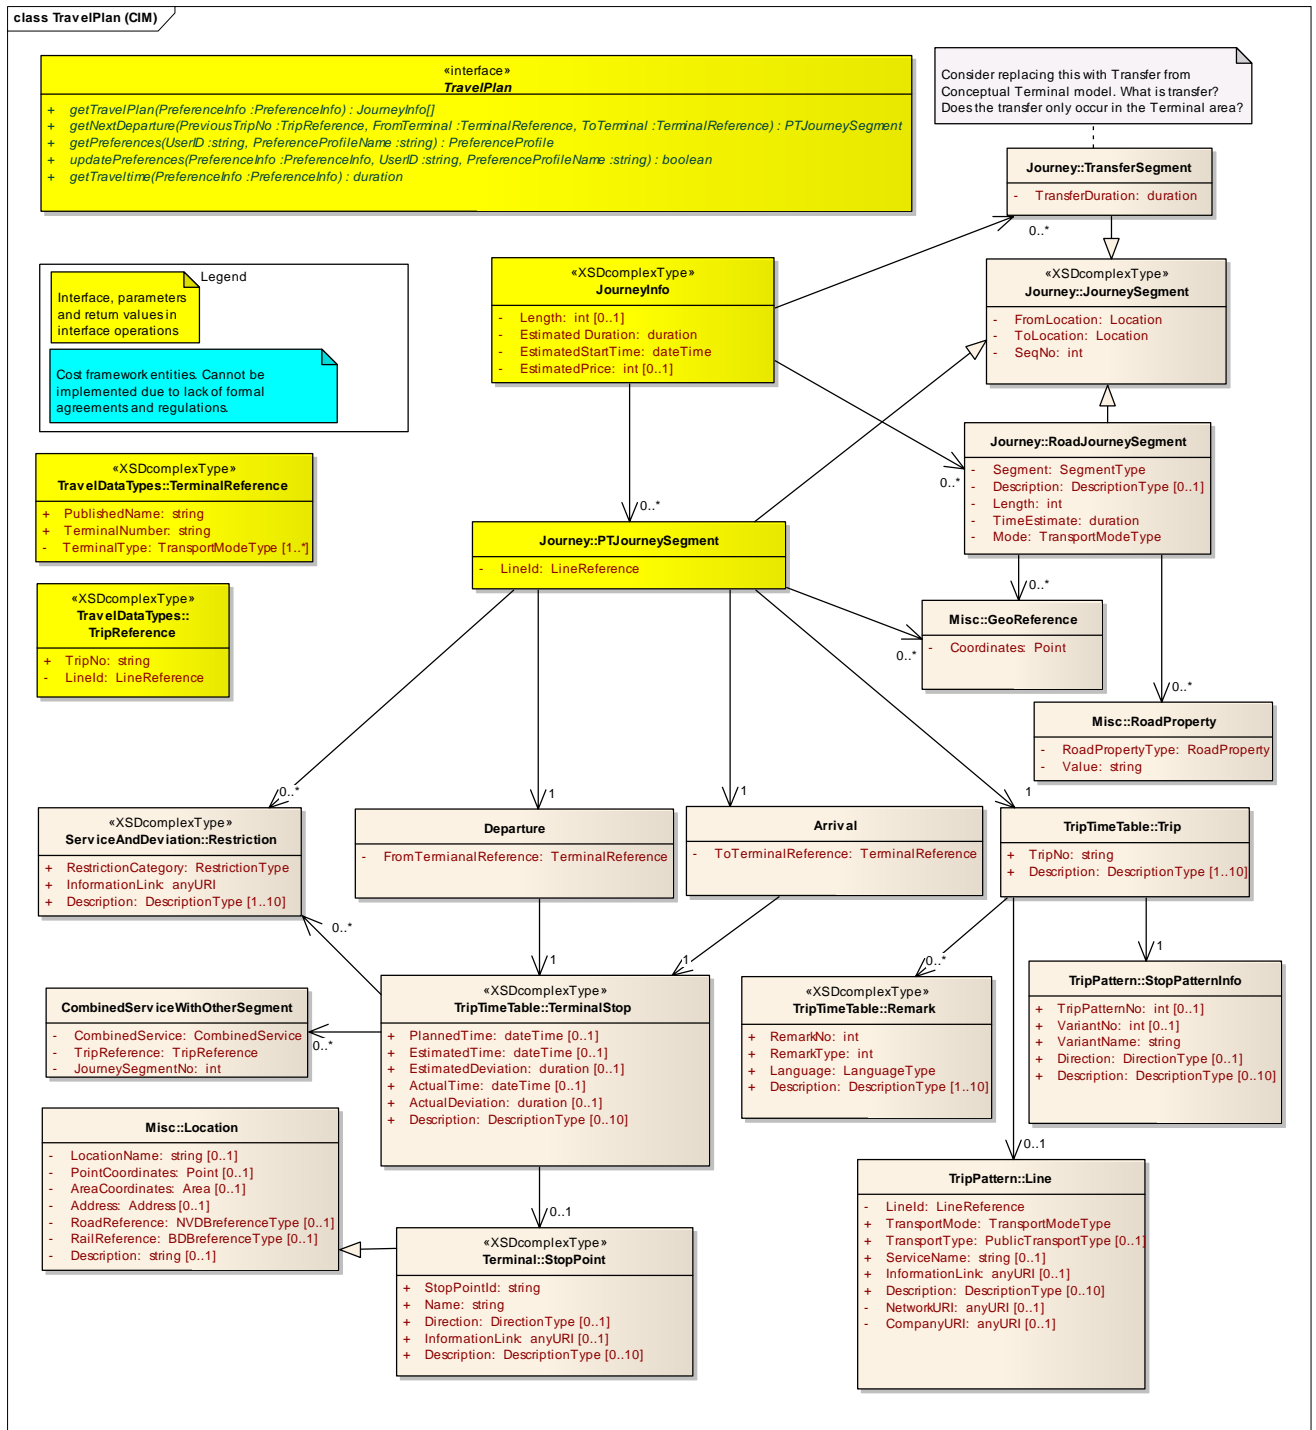 class TravelPlan (CIM)
«interface»
TravelPlan
+ getTravelPlan(PreferenceInfo :PreferenceInfo) : JourneyInfo[]
+ getNextDeparture(PreviousTripNo :TripReference, FromTerminal :TerminalReference, ToTerminal :TerminalReference) : PTJourneySegment
+ getPreferences(UserID :string, PreferenceProfileName :string) : PreferenceProfile
+ updatePreferences(PreferenceInfo :PreferenceInfo, UserID :string, PreferenceProfileName :string) : boolean
+ getTraveltime(PreferenceInfo :PreferenceInfo) : duration
Consider replacing this with Transfer from
Conceptual Terminal model. What is transfer?
Does the transfer only occur in the Terminal area?
Journey::TransferSegment
- TransferDuration: duration
0..*
Legend
Interface, parameters
and return values in
interface operations
Cost framework entities. Cannot be
implemented due to lack of formal
agreements and regulations.
«XSDcomplexType»
JourneyInfo
- Length: int [0..1]
- Estimated Duration: duration
- EstimatedStartTime: dateTime
- EstimatedPrice: int [0..1]
«XSDcomplexType»
Journey::JourneySegment
- FromLocation: Location
- ToLocation: Location
- SeqNo: int
Journey::RoadJourneySegment
- Segment: SegmentType
- Description: DescriptionType [0..1]
- Length: int
- TimeEstimate: duration
- Mode: TransportModeType
0..*
«XSDcomplexType»
TravelDataTypes::TerminalReference
+ PublishedName: string
+ TerminalNumber: string
- TerminalType: TransportModeType [1..*]
0..*
Journey::PTJourneySegment
- LineId: LineReference
«XSDcomplexType»
TravelDataTypes::
TripReference
+ TripNo: string
- LineId: LineReference
0..*
Misc::GeoReference
- Coordinates: Point
0..*
0..*
Misc::RoadProperty
- RoadPropertyType: RoadProperty
- Value: string
0..*
1
1
1
«XSDcomplexType»
ServiceAndDeviation::Restriction
+ RestrictionCategory: RestrictionType
+ InformationLink: anyURI
+ Description: DescriptionType [1..10]
Departure
- FromTermianalReference: TerminalReference
Arrival
- ToTerminalReference: TerminalReference
TripTimeTable::Trip
+ TripNo: string
+ Description: DescriptionType [1..10]
0..*
1
1
0..*
1
CombinedServiceWithOtherSegment
- CombinedService: CombinedService
- TripReference: TripReference
- JourneySegmentNo: int
0..*
«XSDcomplexType»
TripTimeTable::TerminalStop
+ PlannedTime: dateTime [0..1]
+ EstimatedTime: dateTime [0..1]
+ EstimatedDeviation: duration [0..1]
+ ActualTime: dateTime [0..1]
+ ActualDeviation: duration [0..1]
+ Description: DescriptionType [0..10]
«XSDcomplexType»
TripTimeTable::Remark
+ RemarkNo: int
+ RemarkType: int
+ Language: LanguageType
+ Description: DescriptionType [1..10]
TripPattern::StopPatternInfo
+ TripPatternNo: int [0..1]
+ VariantNo: int [0..1]
+ VariantName: string
+ Direction: DirectionType [0..1]
+ Description: DescriptionType [0..10]
Misc::Location
- LocationName: string [0..1]
- PointCoordinates: Point [0..1]
- AreaCoordinates: Area [0..1]
- Address: Address [0..1]
- RoadReference: NVDBreferenceType [0..1]
- RailReference: BDBreferenceType [0..1]
- Description: string [0..1]
0..1
«XSDcomplexType»
Terminal::StopPoint
+ StopPointId: string
+ Name: string
+ Direction: DirectionType [0..1]
+ InformationLink: anyURI [0..1]
+ Description: DescriptionType [0..10]
0..1
TripPattern::Line
- LineId: LineReference
+ TransportMode: TransportModeType
+ TransportType: PublicTransportType [0..1]
+ ServiceName: string [0..1]
+ InformationLink: anyURI [0..1]
+ Description: DescriptionType [0..10]
- NetworkURI: anyURI [0..1]
- CompanyURI: anyURI [0..1]